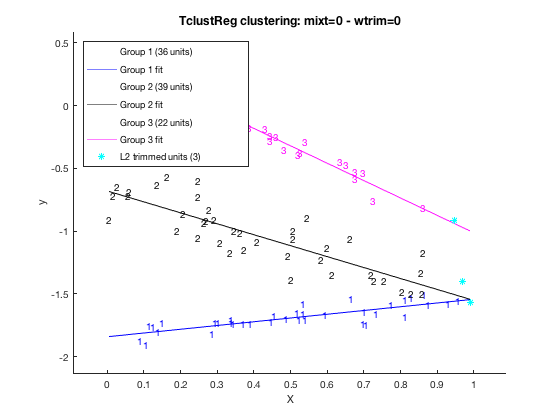 TclustReg clustering: mixt=0 - wtrim=0
Group 1 (36 units)
Group 1 fit
Group 2 (39 units)
Group 2 fit
Group 3 (22 units)
Group 3 fit
L2 trimmed units (3)
0.5
0
-0.5
-1
-1.5
-2
y
0
0.1
0.2
0.3
0.4
0.5
0.6
0.7
0.8
0.9
1
X